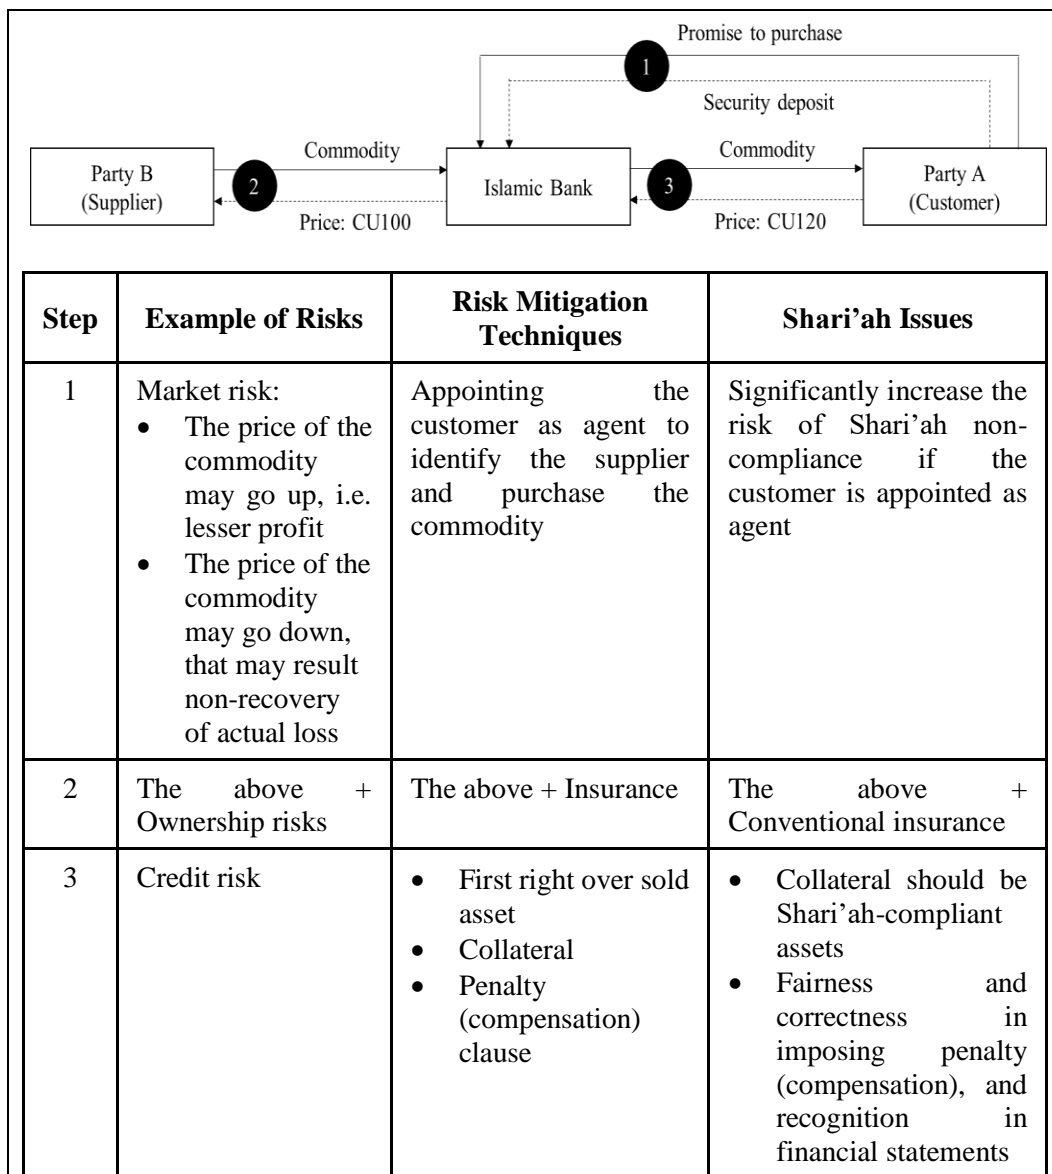 Promise to purchase
1
Security deposit
Party B
(Supplier)
2
Commodity
Price: CU100
Islamic Bank
3
Commodity
Price: CU120
Party A
(Customer)
Step
Example of Risks
Risk Mitigation
Techniques
Shari’ah Issues
1
Market risk:
• The price of the
commodity
may go up, i.e.
lesser profit
• The price of the
commodity
may go down,
that may result
non-recovery
of actual loss
Appointing the
customer as agent to
identify the supplier
and purchase the
commodity
Significantly increase the
risk of Shari’ah non-
compliance if the
customer is appointed as
agent
2
The above +
Ownership risks
The above + Insurance
The above +
Conventional insurance
3
Credit risk
• First right over sold
asset
• Collateral
• Penalty
(compensation)
clause
• Collateral should be
Shari’ah-compliant
assets
• Fairness and
correctness in
imposing penalty
(compensation), and
recognition in
financial statements